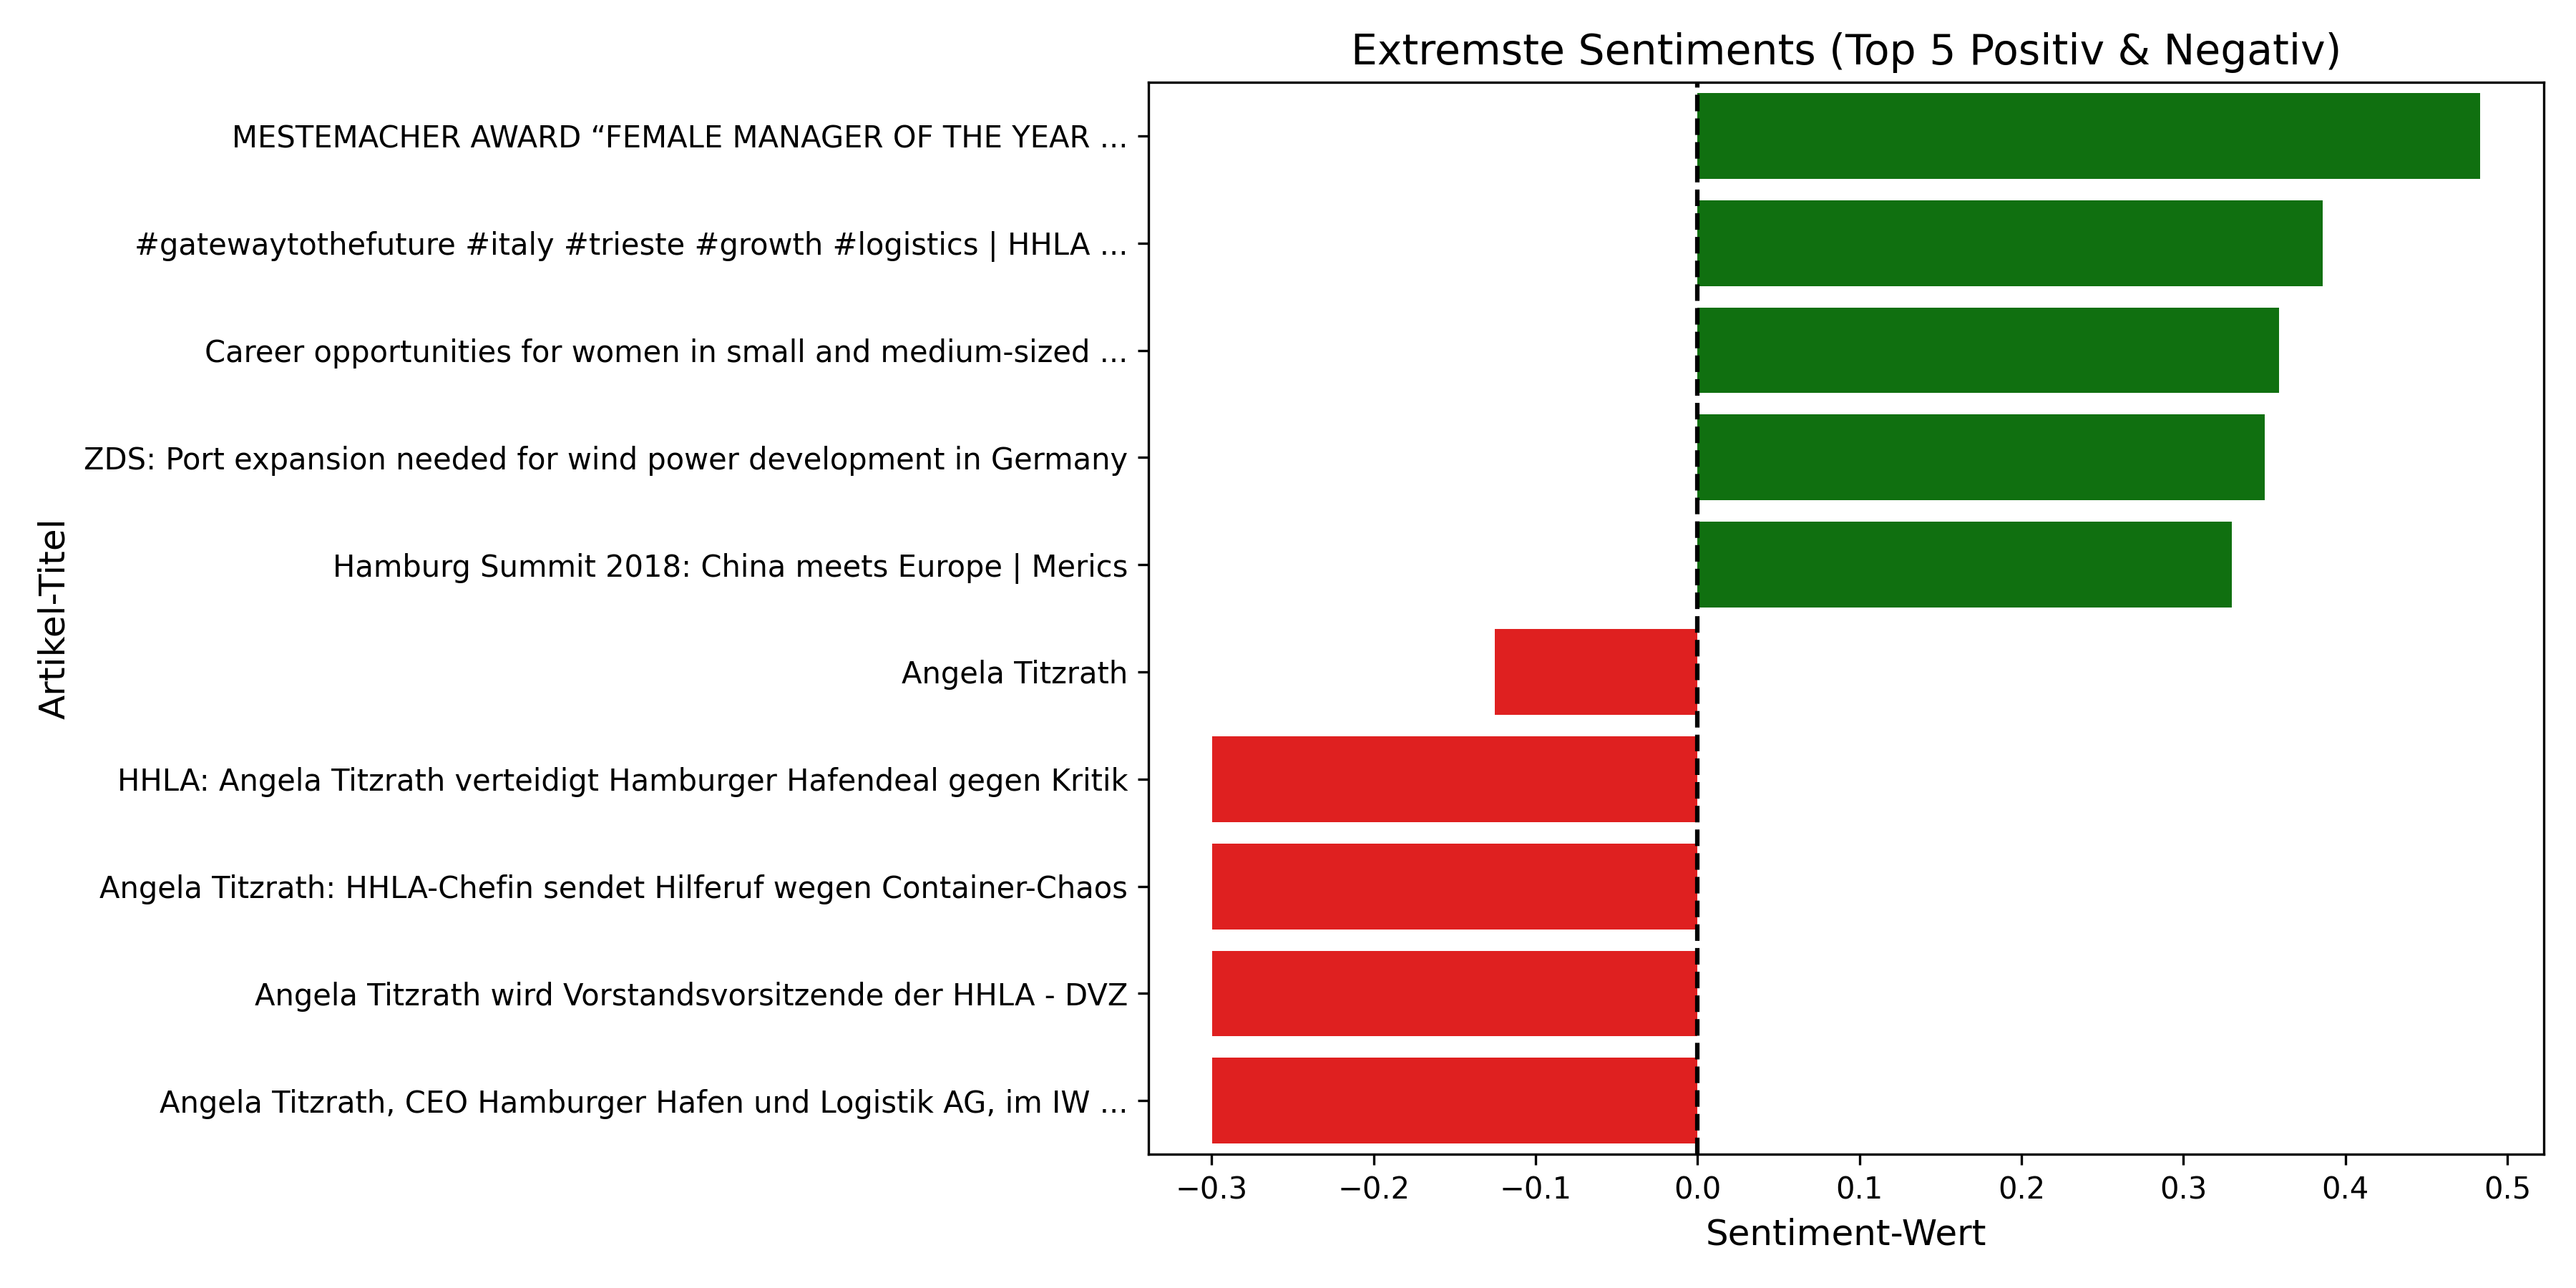 Extremste Sentiments (Top 5 Positiv & Negativ)
MESTEMACHER AWARD “FEMALE MANAGER OF THE YEAR ...
#gatewaytothefuture #italy #trieste #growth #logistics | HHLA ...
Career opportunities for women in small and medium-sized ...
ZDS: Port expansion needed for wind power development in Germany
Hamburg Summit 2018: China meets Europe | Merics
Angela Titzrath
HHLA: Angela Titzrath verteidigt Hamburger Hafendeal gegen Kritik
Angela Titzrath: HHLA-Chefin sendet Hilferuf wegen Container-Chaos
Angela Titzrath wird Vorstandsvorsitzende der HHLA - DVZ
Angela Titzrath, CEO Hamburger Hafen und Logistik AG, im IW ...
Artikel-Titel
−0.3 −0.2 −0.1 0.0 0.1 0.2 0.3 0.4 0.5
Sentiment-Wert